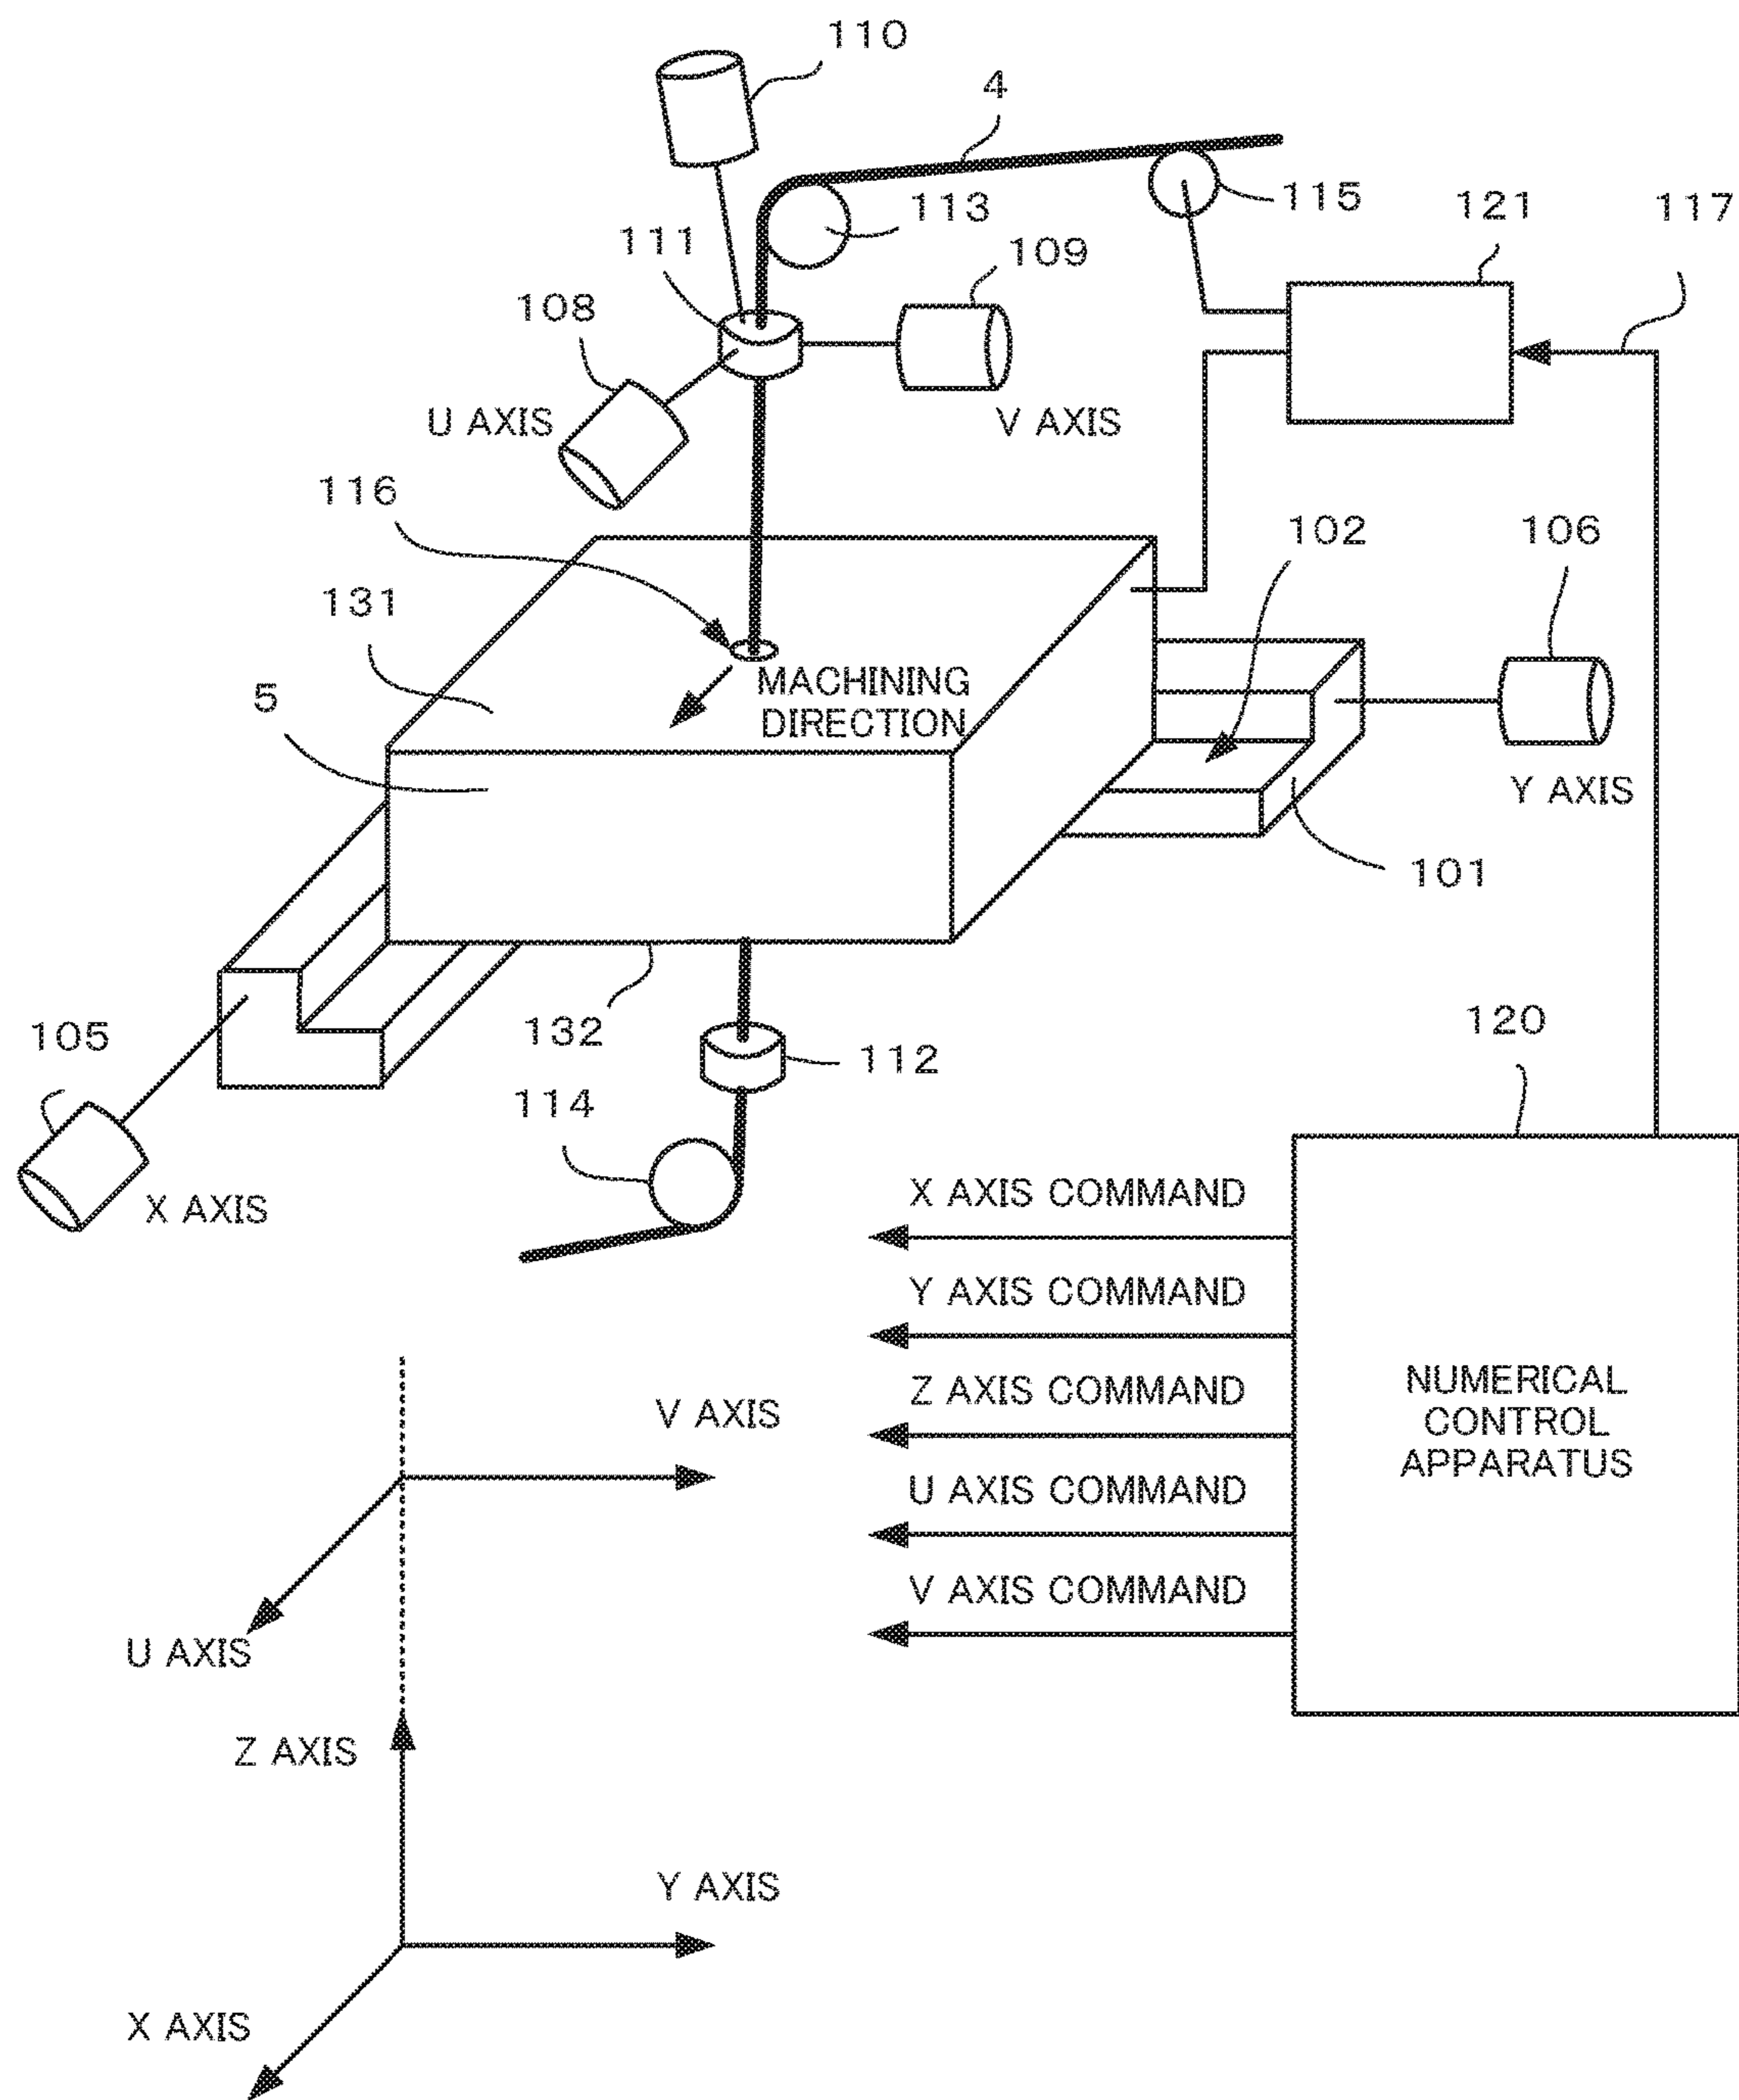 110
4
113
115
121
117
111
109
108
U AXIS
V AXIS
116
102
106
131
5
MACHINING
DIRECTION
Y AXIS
101
105
132
112
120
114
X AXIS
X AXIS COMMAND
Y AXIS COMMAND
Z AXIS COMMAND
U AXIS COMMAND
V AXIS COMMAND
NUMERICAL
CONTROL
APPARATUS
V AXIS
U AXIS
Z AXIS
Y AXIS
X AXIS